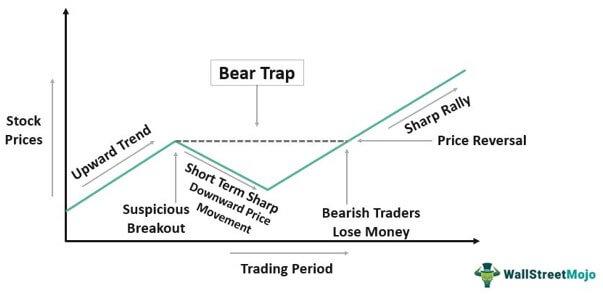 Bear Trap
Stock
Prices
Upward Trend
Sharp Rally
Price Reversal
Short Term Sharp
Downward Price
Movement
Suspicious
Breakout
Bearish Traders
Lose Money
Trading Period
WallStreetMojo